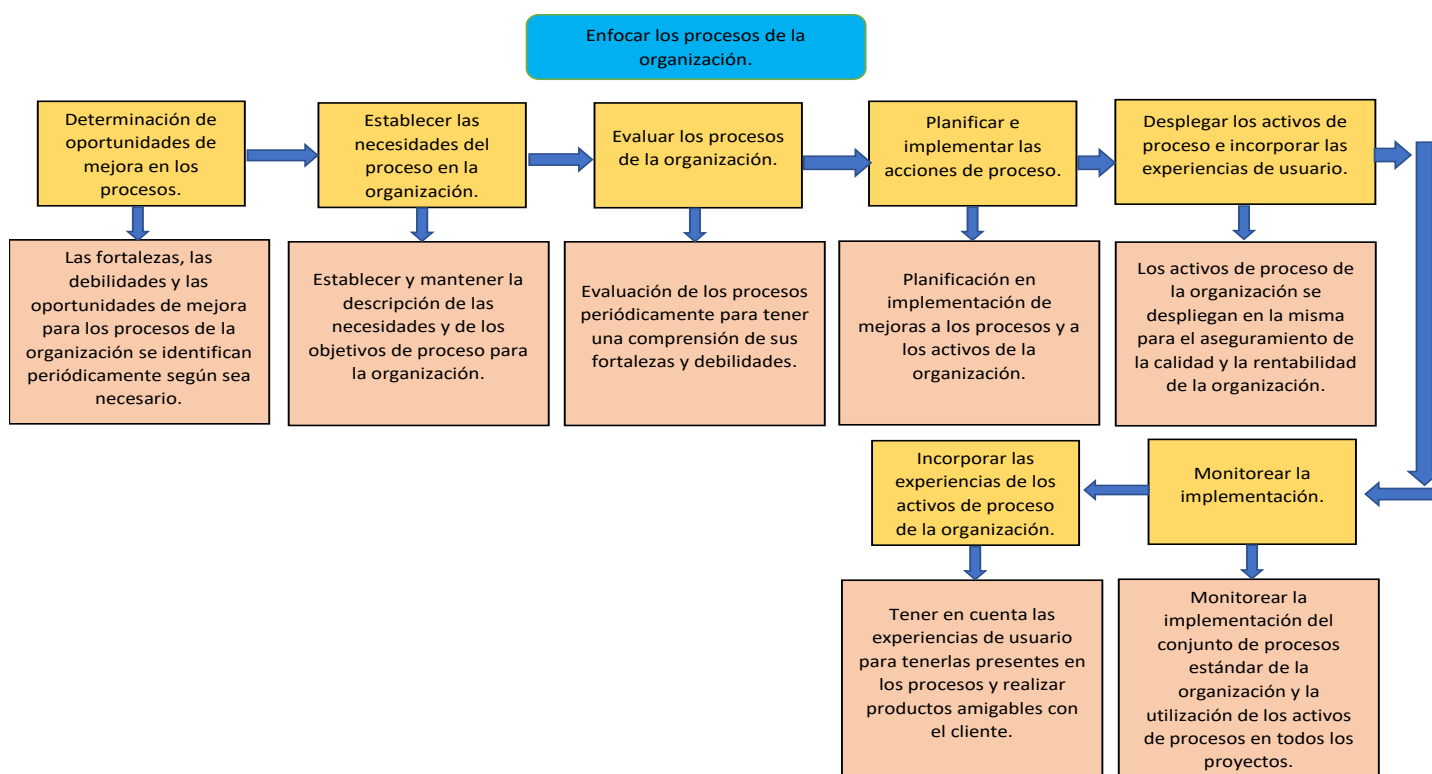 Enfocar los procesos de la
organización.
Determinación de
oportunidades de
mejora en los
procesos.
Establecer las
necesidades del
proceso en la
organización.
Evaluar los procesos
de la organización.
Planificar e
implementar las
acciones de proceso.
Desplegar los activos de
proceso e incorporar las
experiencias de usuario.
Las fortalezas, las
debilidades y las
oportunidades de mejora
para los procesos de la
organización se identifican
periódicamente según sea
necesario.
Establecer y mantener la
descripción de las
necesidades y de los
objetivos de proceso para
la organización.
Evaluación de los procesos
periódicamente para tener
una comprensión de sus
fortalezas y debilidades.
Planificación en
implementación de
mejoras a los procesos y a
los activos de la
organización.
Los activos de proceso de
la organización se
despliegan en la misma
para el aseguramiento de
la calidad y la rentabilidad
de la organización.
Incorporar las
experiencias de los
activos de proceso
de la organización.
Monitorear la
implementación.
Tener en cuenta las
experiencias de usuario
para tenerlas presentes en
los procesos y realizar
productos amigables con
el cliente.
Monitorear la
implementación del
conjunto de procesos
estándar de la
organización y la
utilización de los activos
de procesos en todos los
proyectos.